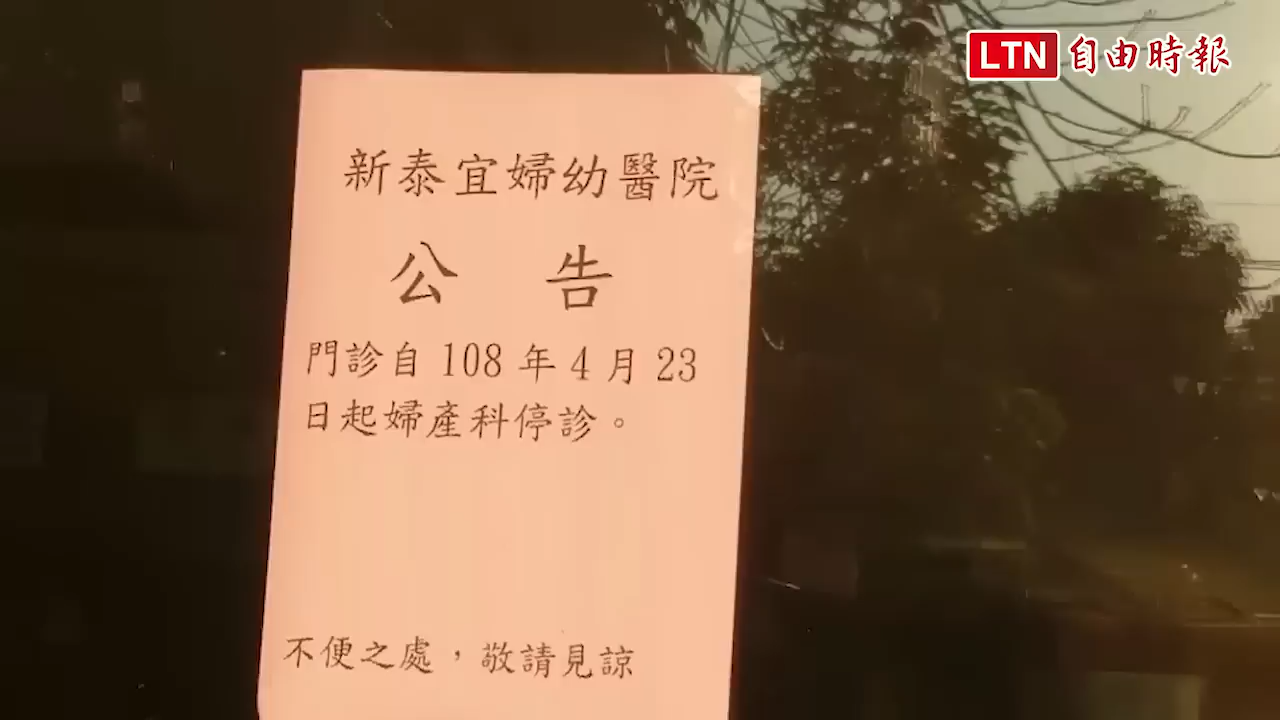 LTN 自由時報
新泰宜婦幼醫院
公告
門診自 108 年 4 月 23
日起婦產科停診。
不便之處，敬請見諒